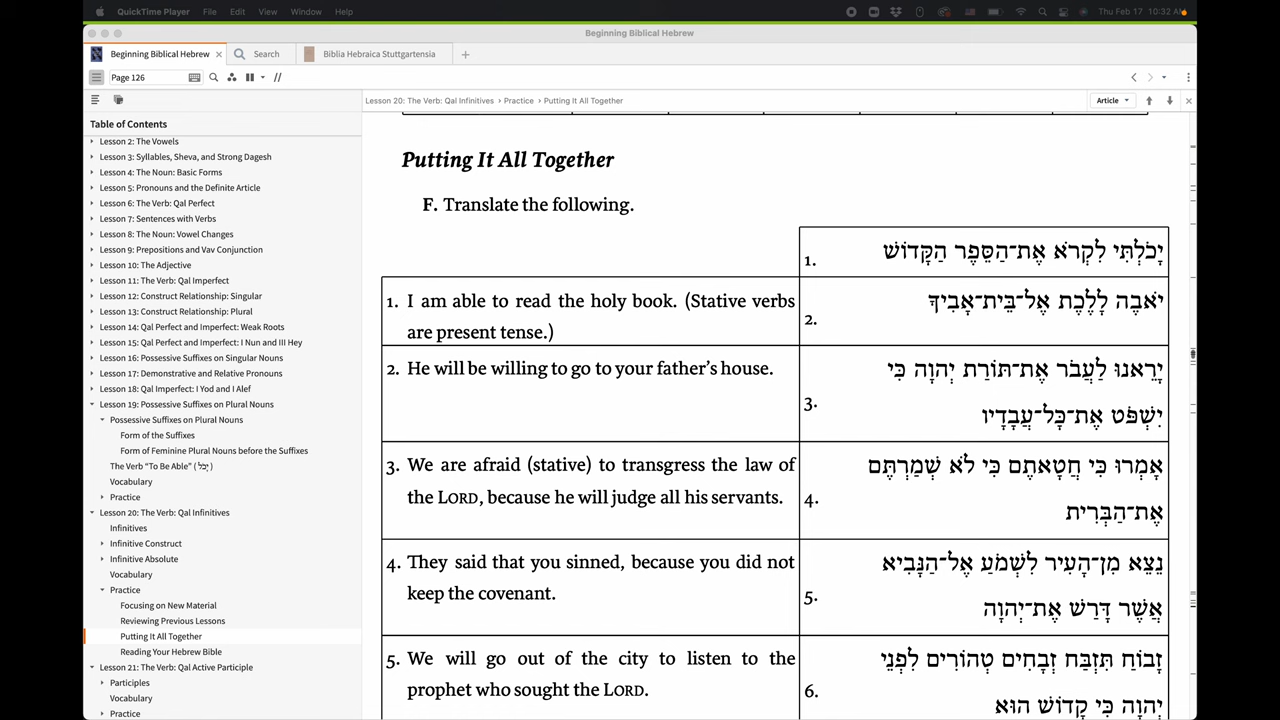 QuickTime Player File Edit View Window Help Thu Feb 17 10:32 AM
Beginning Biblical Hebrew
Beginning Biblical Hebrew Search Biblia Hebraica Stuttgartensia
Page 126
Lesson 20: The Verb: Qal Infinitives › Practice › Putting It All Together Article
Table of Contents
Lesson 2: The Vowels
Lesson 3: Syllables, Sheva, and Strong Dagesh
Lesson 4: The Noun: Basic Forms
Lesson 5: Pronouns and the Definite Article
Lesson 6: The Verb: Qal Perfect
Lesson 7: Sentences with Verbs
Lesson 8: The Noun: Vowel Changes
Lesson 9: Prepositions and Vav Conjunction
Lesson 10: The Adjective
Lesson 11: The Verb: Qal Imperfect
Lesson 12: Construct Relationship: Singular
Lesson 13: Construct Relationship: Plural
Lesson 14: Qal Perfect and Imperfect: Weak Roots
Lesson 15: Qal Perfect and Imperfect: I Nun and III Hey
Lesson 16: Possessive Suffixes on Singular Nouns
Lesson 17: Demonstrative and Relative Pronouns
Lesson 18: Qal Imperfect: I Yod and I Alef
Lesson 19: Possessive Suffixes on Plural Nouns
Possessive Suffixes on Plural Nouns
Form of the Suffixes
Form of Feminine Plural Nouns before the Suffixes
The Verb “To Be Able” (יָכֹל)
Vocabulary
Practice
Lesson 20: The Verb: Qal Infinitives
Infinitives
Infinitive Construct
Infinitive Absolute
Vocabulary
Practice
Focusing on New Material
Reviewing Previous Lessons
Putting It All Together
Reading Your Hebrew Bible
Lesson 21: The Verb: Qal Active Participle
Participles
Vocabulary
Practice
Putting It All Together
F. Translate the following.
1. יָכֹלְתִּי לִקְרֹא אֶת־הַסֵּפֶר הַקָּדוֹשׁ
1. I am able to read the holy book. (Stative verbs
are present tense.)
2. יֹאבֶה לָלֶכֶת אֶל־בֵּית־אָבִיךָ
2. He will be willing to go to your father’s house.
3. יָרֵאנוּ לַעֲבֹר אֶת־תּוֹרַת יְהוָה כִּי
יִשְׁפֹּט אֶת־כָּל־עֲבָדָיו
3. We are afraid (stative) to transgress the law of
the LORD, because he will judge all his servants.
4. אָמְרוּ כִּי חֲטָאתֶם כִּי לֹא שְׁמַרְתֶּם
אֶת־הַבְּרִית
4. They said that you sinned, because you did not
keep the covenant.
5. נֵצֵא מִן־הָעִיר לִשְׁמֹעַ אֶל־הַנָּבִיא
אֲשֶׁר דָּרַשׁ אֶת־יְהוָה
5. We will go out of the city to listen to the
prophet who sought the LORD.
6. זָבוֹחַ תִּזְבַּח זְבָחִים טְהוֹרִים לִפְנֵי
יְהוָה כִּי קָדוֹשׁ הוּא